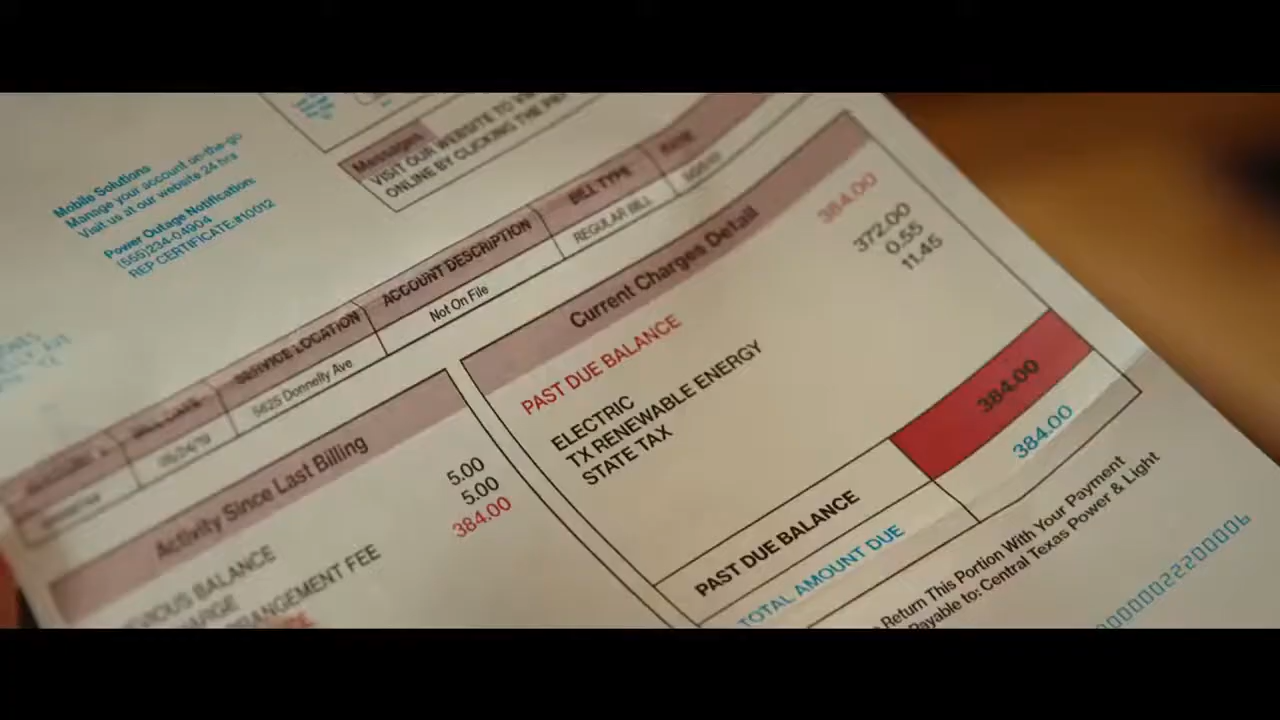 Mobile Solutions
Manage your account on-the-go
Visit us at our website 24 hrs
Power Outage Notification:
(555)234-04904
REP CERTIFICATE:#10012
Messages
VISIT OUR WEBSITE TO
ONLINE BY CLICKING THE
SERVICE LOCATION
ACCOUNT DESCRIPTION
BILL TYPE
5625 Donnelly Ave
Not On File
REGULAR BILL
Activity Since Last Billing
5.00
5.00
384.00
BALANCE
FEE
Current Charges Detail
PAST DUE BALANCE 384.00
ELECTRIC 372.00
TX RENEWABLE ENERGY 0.55
STATE TAX 11.45
PAST DUE BALANCE 384.00
TOTAL AMOUNT DUE 384.00
Return This Portion With Your Payment
Payable to: Central Texas Power & Light